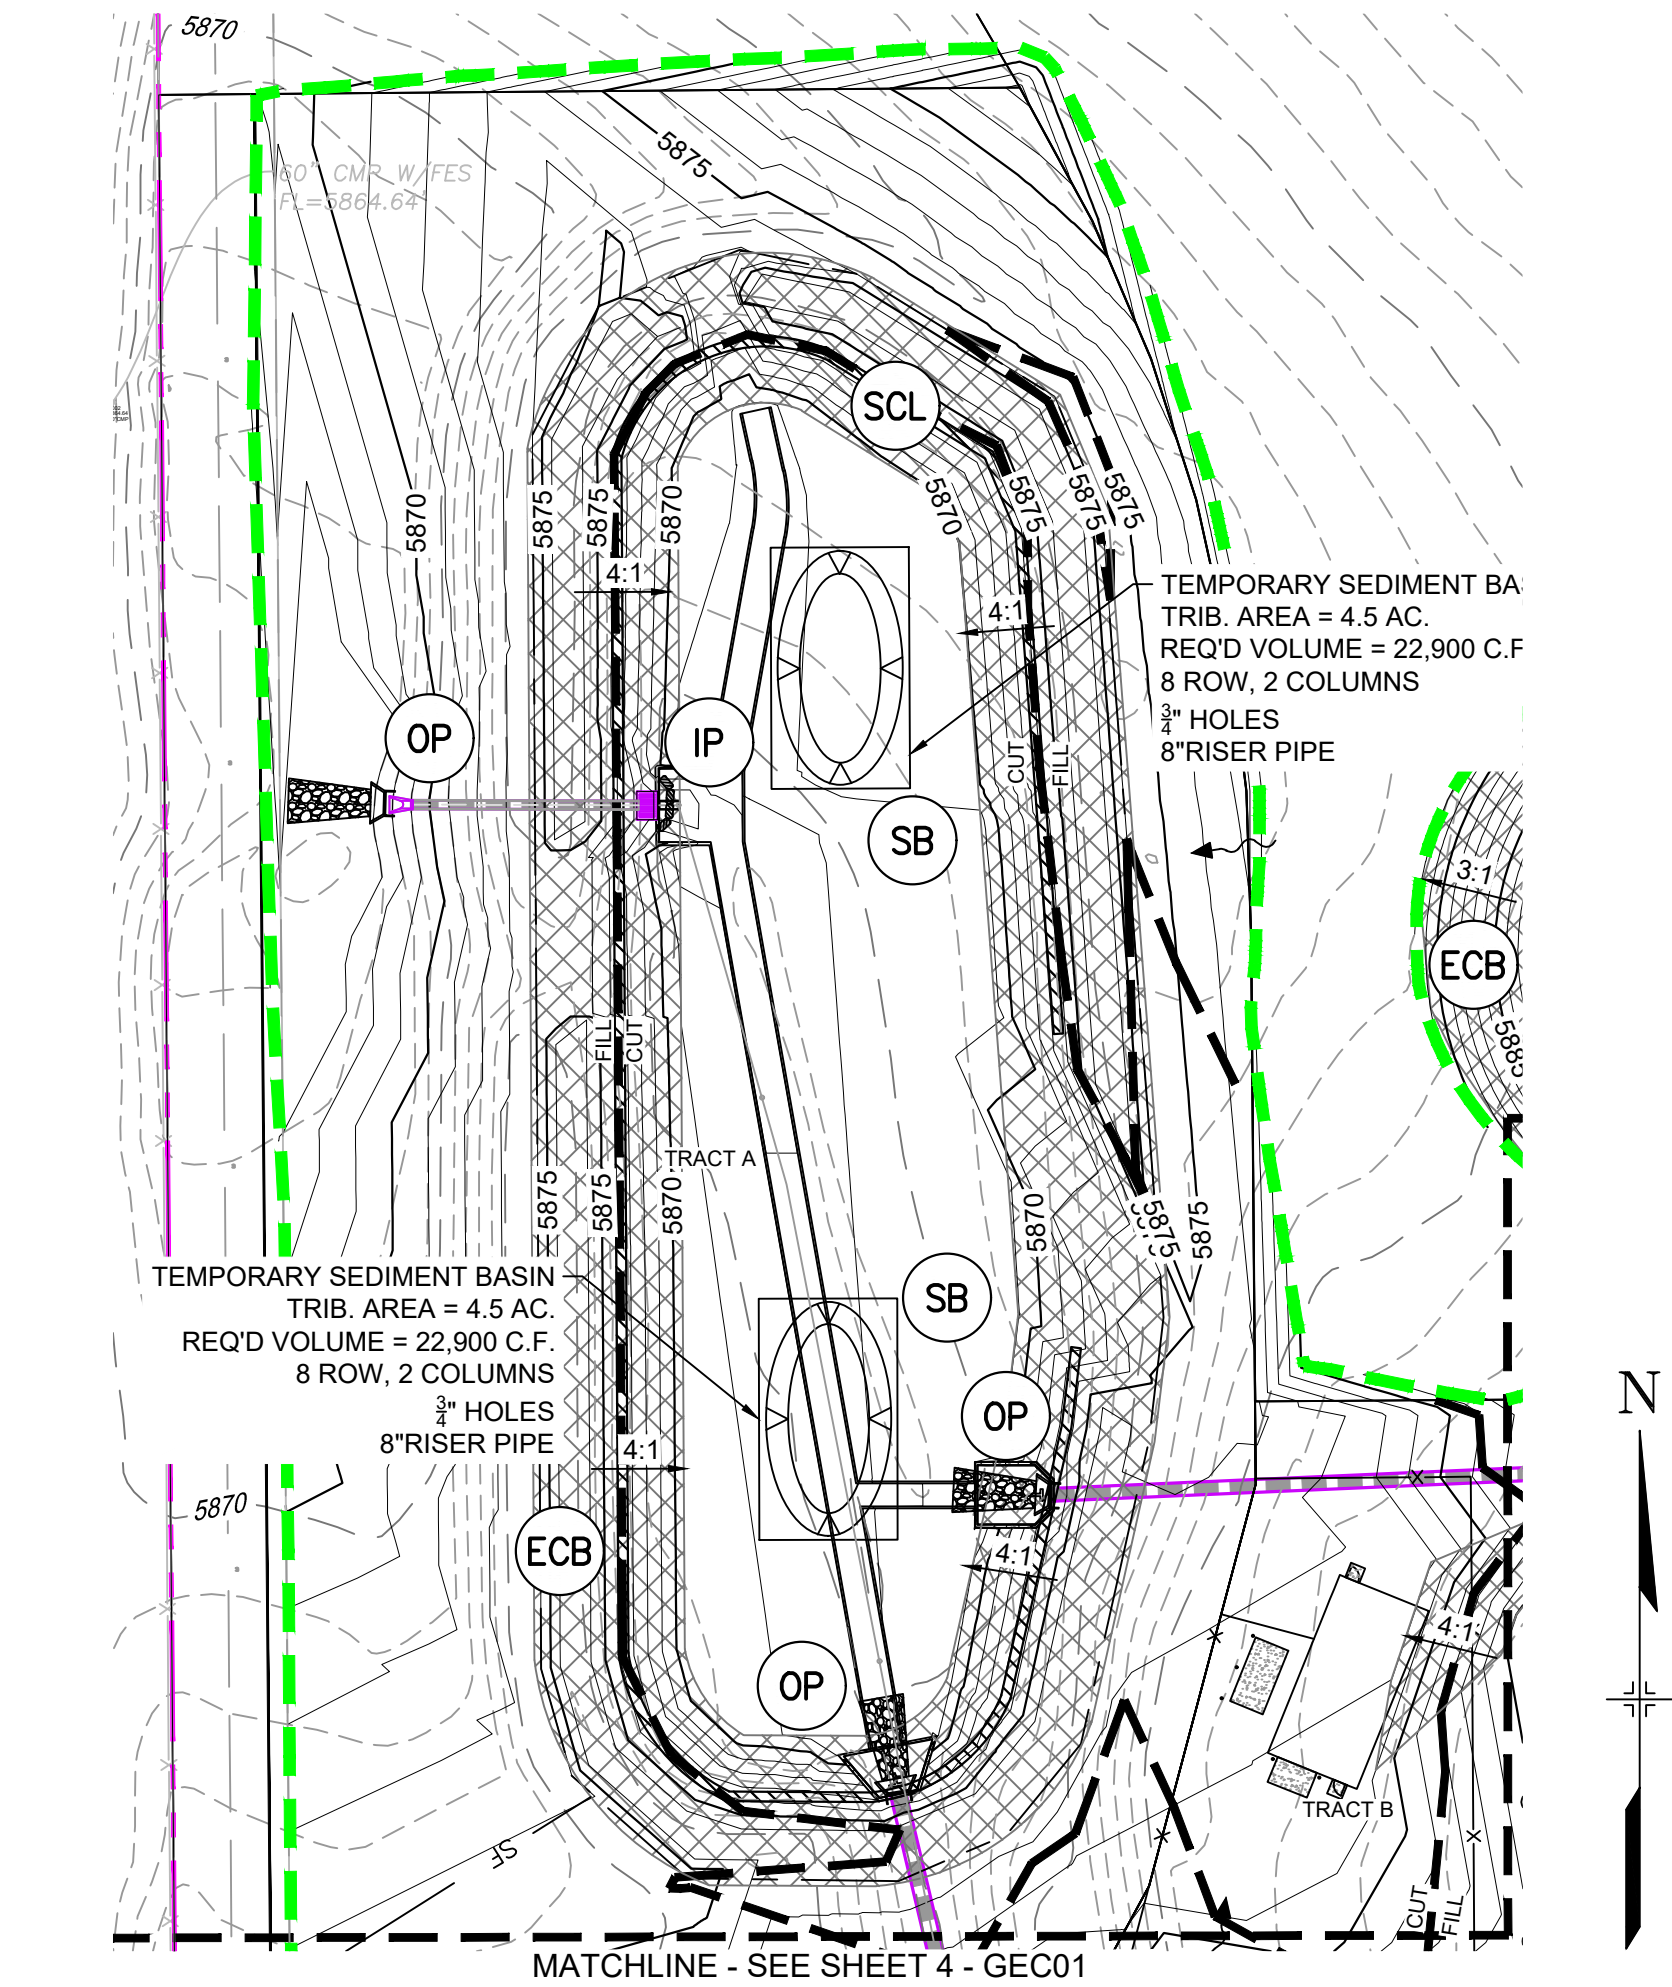 5870
60" CMP W/FES
FL=5864.64'
5875
SCL
5870
5875
5875
5870
5870
5875
5875
5875
4:1
4:1
TEMPORARY SEDIMENT BAS
TRIB. AREA = 4.5 AC.
REQ'D VOLUME = 22,900 C.F
8 ROW, 2 COLUMNS
3/4" HOLES
8"RISER PIPE
OP
IP
CUT
FILL
SB
3:1
ECB
5885
FILL
CUT
TRACT A
5875
5875
5870
5870
5875
5875
TEMPORARY SEDIMENT BASIN
TRIB. AREA = 4.5 AC.
REQ'D VOLUME = 22,900 C.F.
8 ROW, 2 COLUMNS
3/4" HOLES
8"RISER PIPE
SB
OP
N
4:1
5870
ECB
4:1
4:1
OP
TRACT B
SF
CUT
FILL
MATCHLINE - SEE SHEET 4 - GEC01